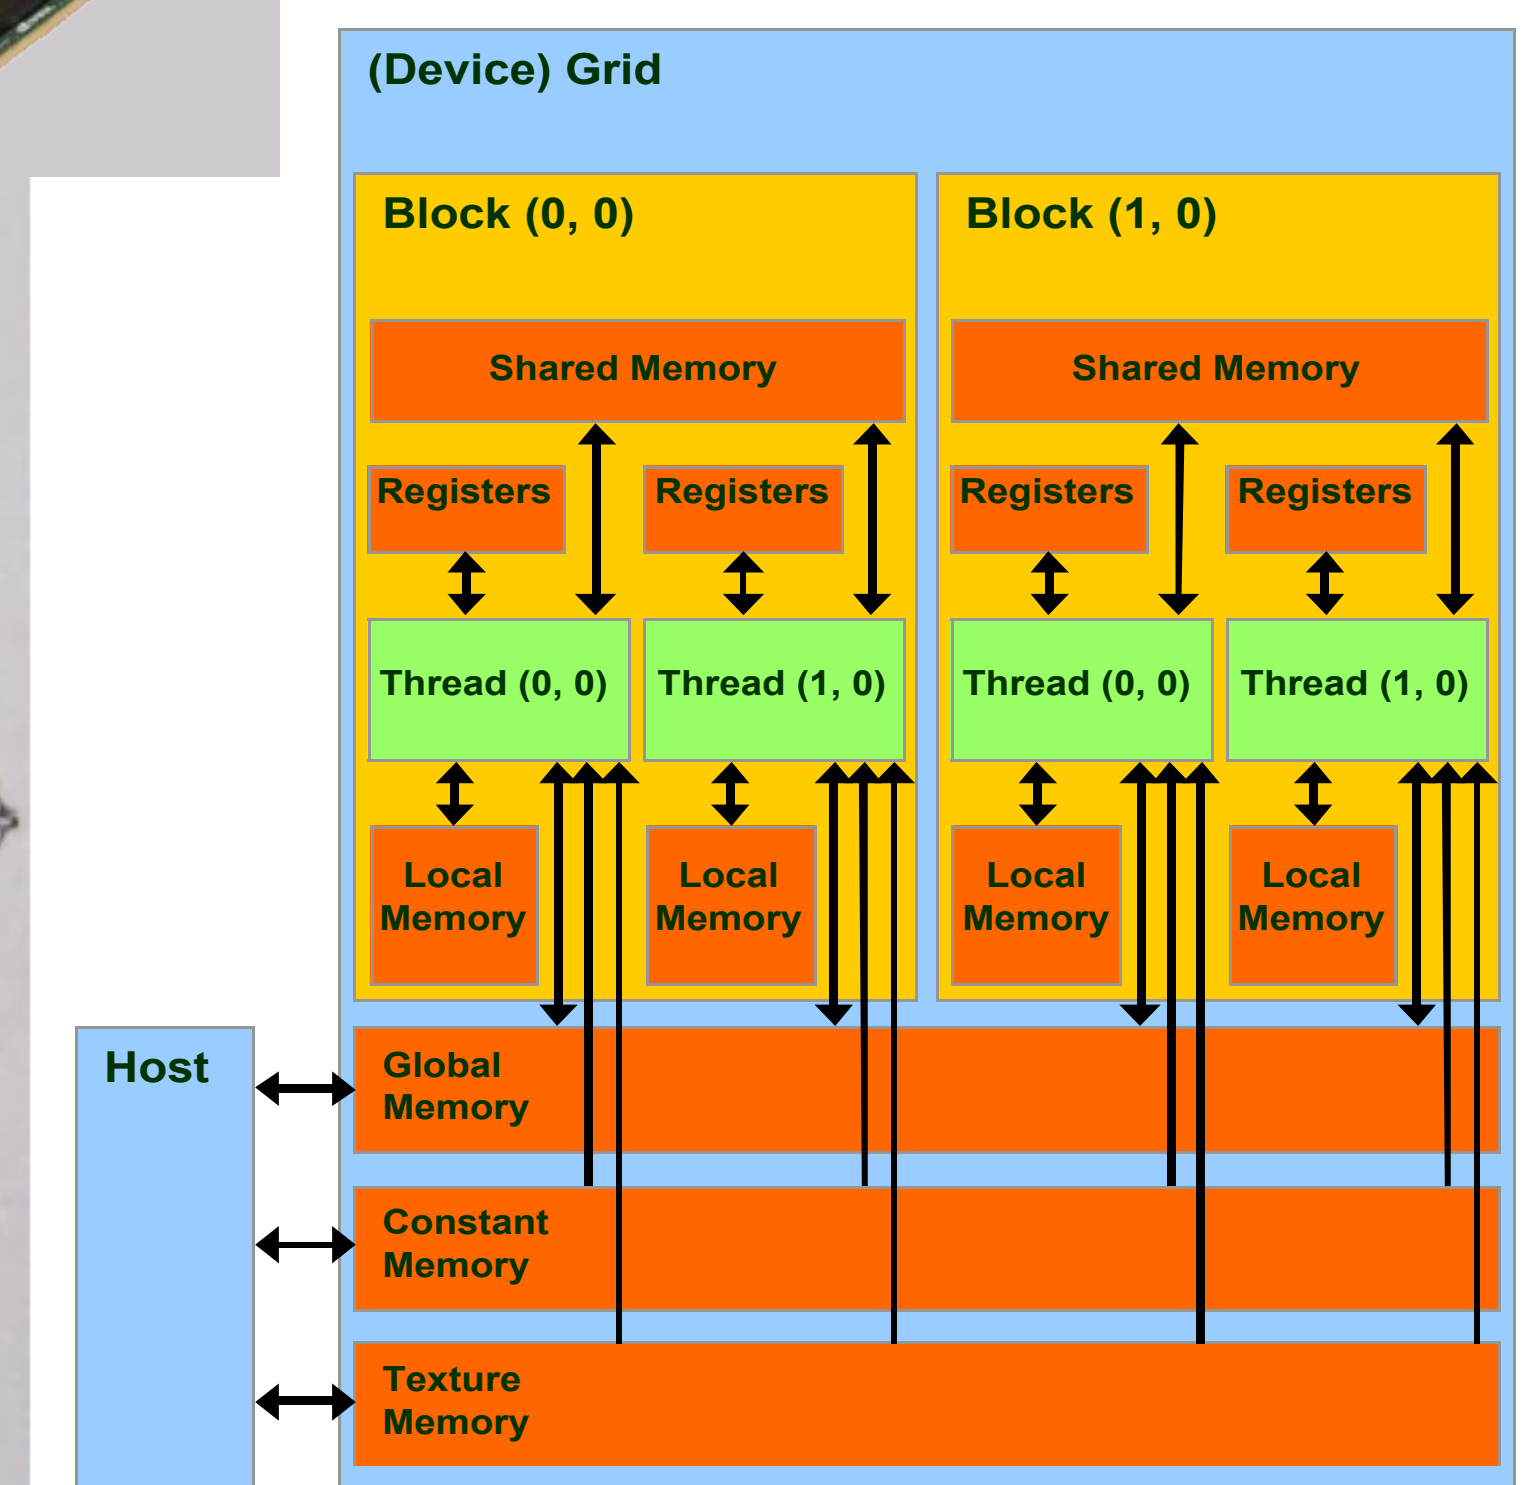 (Device) Grid
Block (0, 0)
Block (1, 0)
Shared Memory
Shared Memory
Registers
Registers
Registers
Registers
Thread (0, 0)
Thread (1, 0)
Thread (0, 0)
Thread (1, 0)
Local
Memory
Local
Memory
Local
Memory
Local
Memory
Host
Global
Memory
Constant
Memory
Texture
Memory